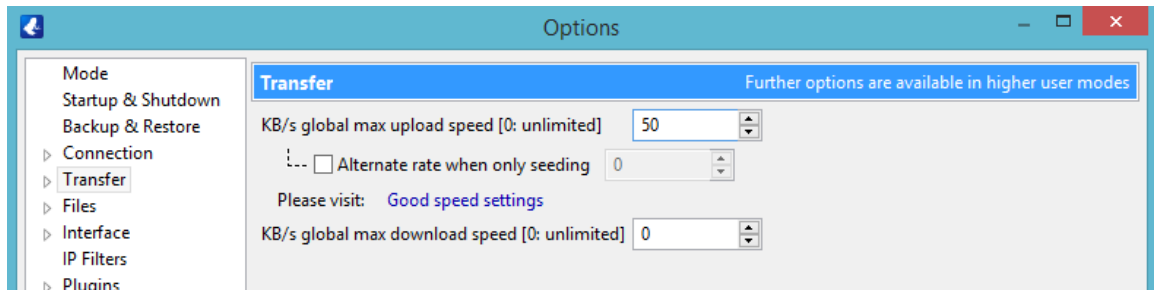 Options
Mode
Startup & Shutdown
Backup & Restore
Connection
Transfer
Files
Interface
IP Filters
Plugins
Transfer Further options are available in higher user modes
KB/s global max upload speed [0: unlimited] 50
Alternate rate when only seeding 0
Please visit: Good speed settings
KB/s global max download speed [0: unlimited] 0